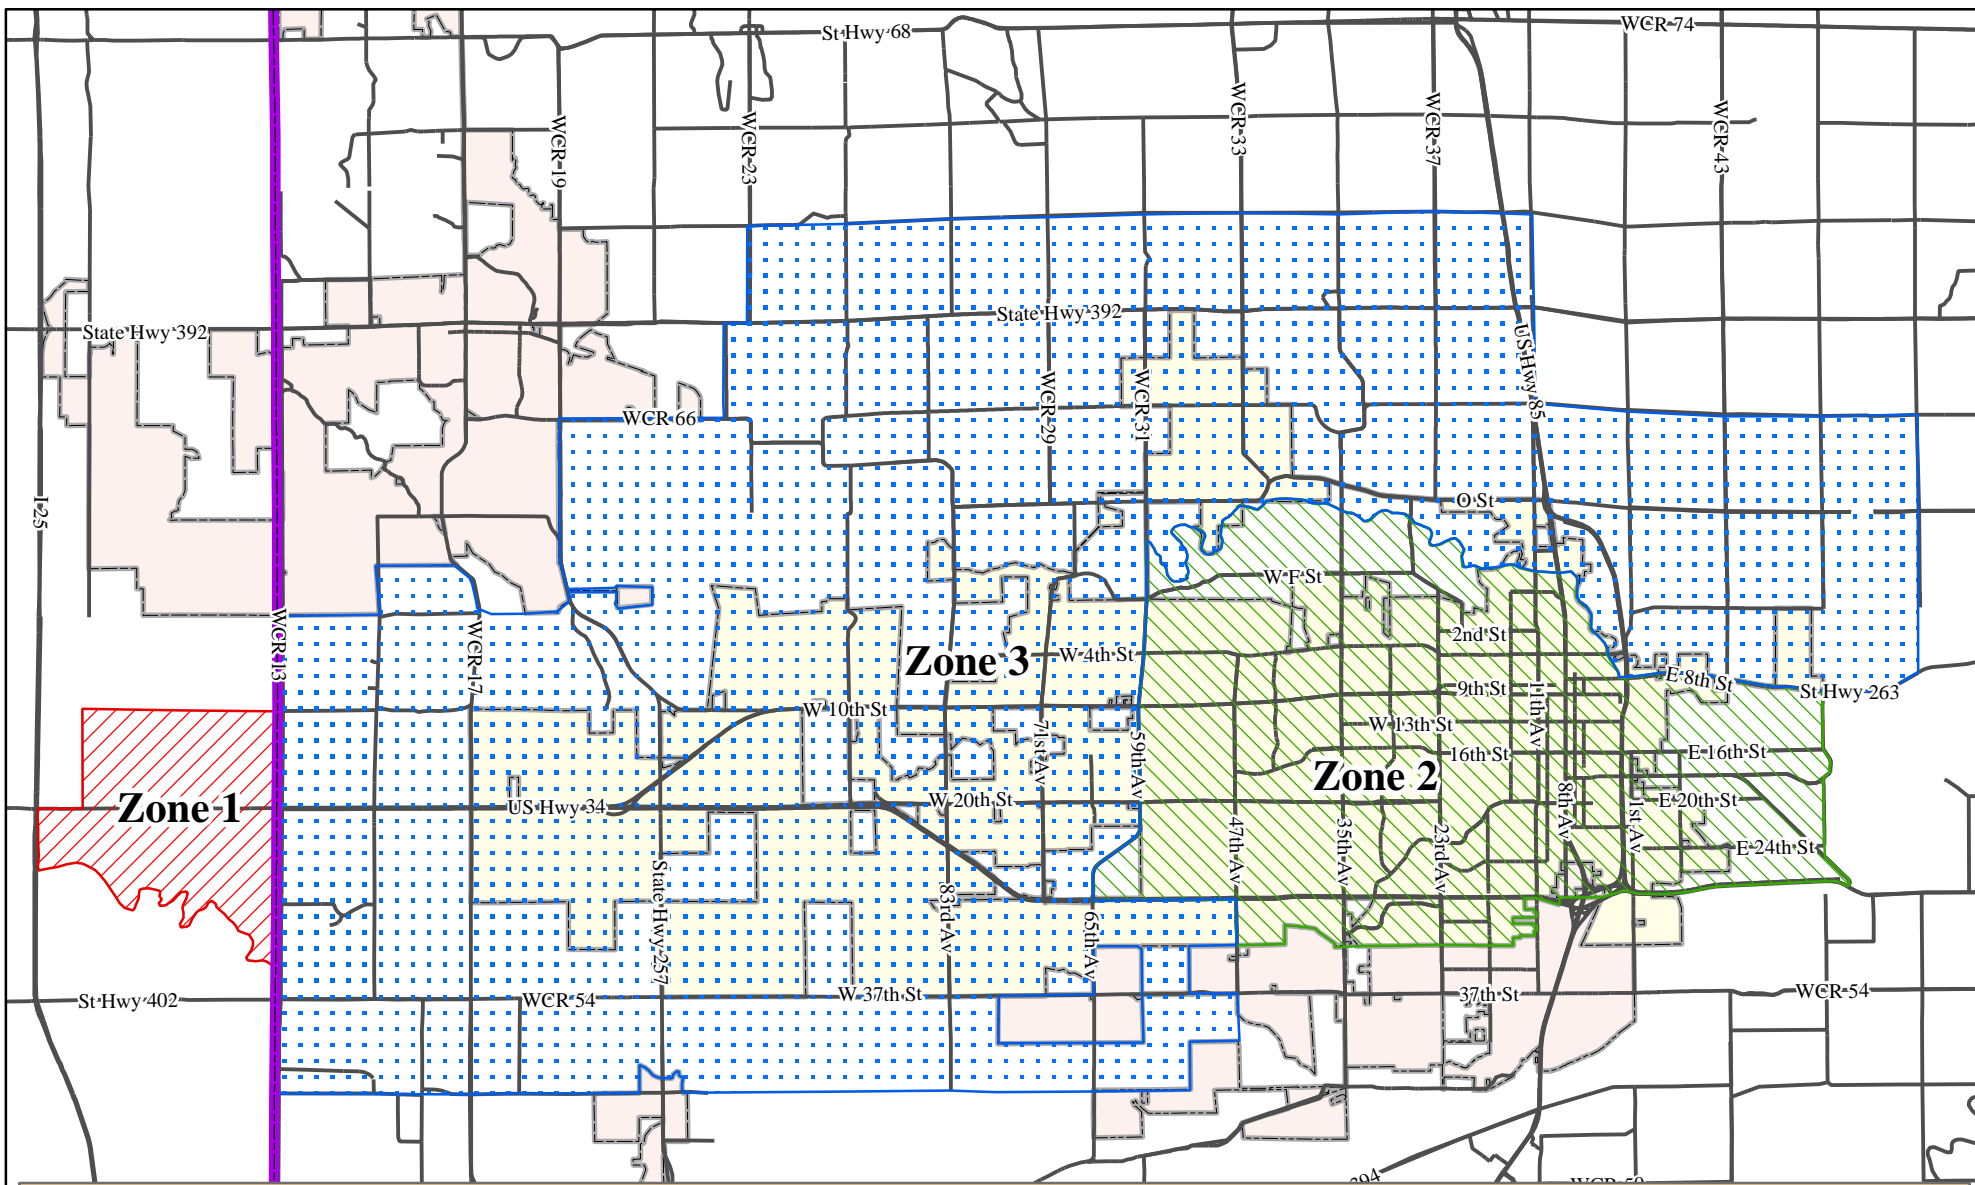 St Hwy 68
WCR 74
WCR 19
WCR 23
WCR 33
WCR 37
WCR 43
State Hwy 392
State Hwy 392
US Hwy 85
WCR 66
WCR 29
WCR 31
I 25
O St
W F St
WCR 13
WCR 17
2nd St
Zone 3
W 4th St
E 8th St
9th St
St Hwy 263
11th Av
W 10th St
W 13th St
71st Av
59th Av
16th St
E 16th St
Zone 2
Zone 1
US Hwy 34
W 20th St
E 20th St
8th Av
1st Av
47th Av
35th Av
23rd Av
E 24th St
State Hwy 257
83rd Av
65th Av
St Hwy 402
WCR 54
W 37th St
37th St
WCR 54